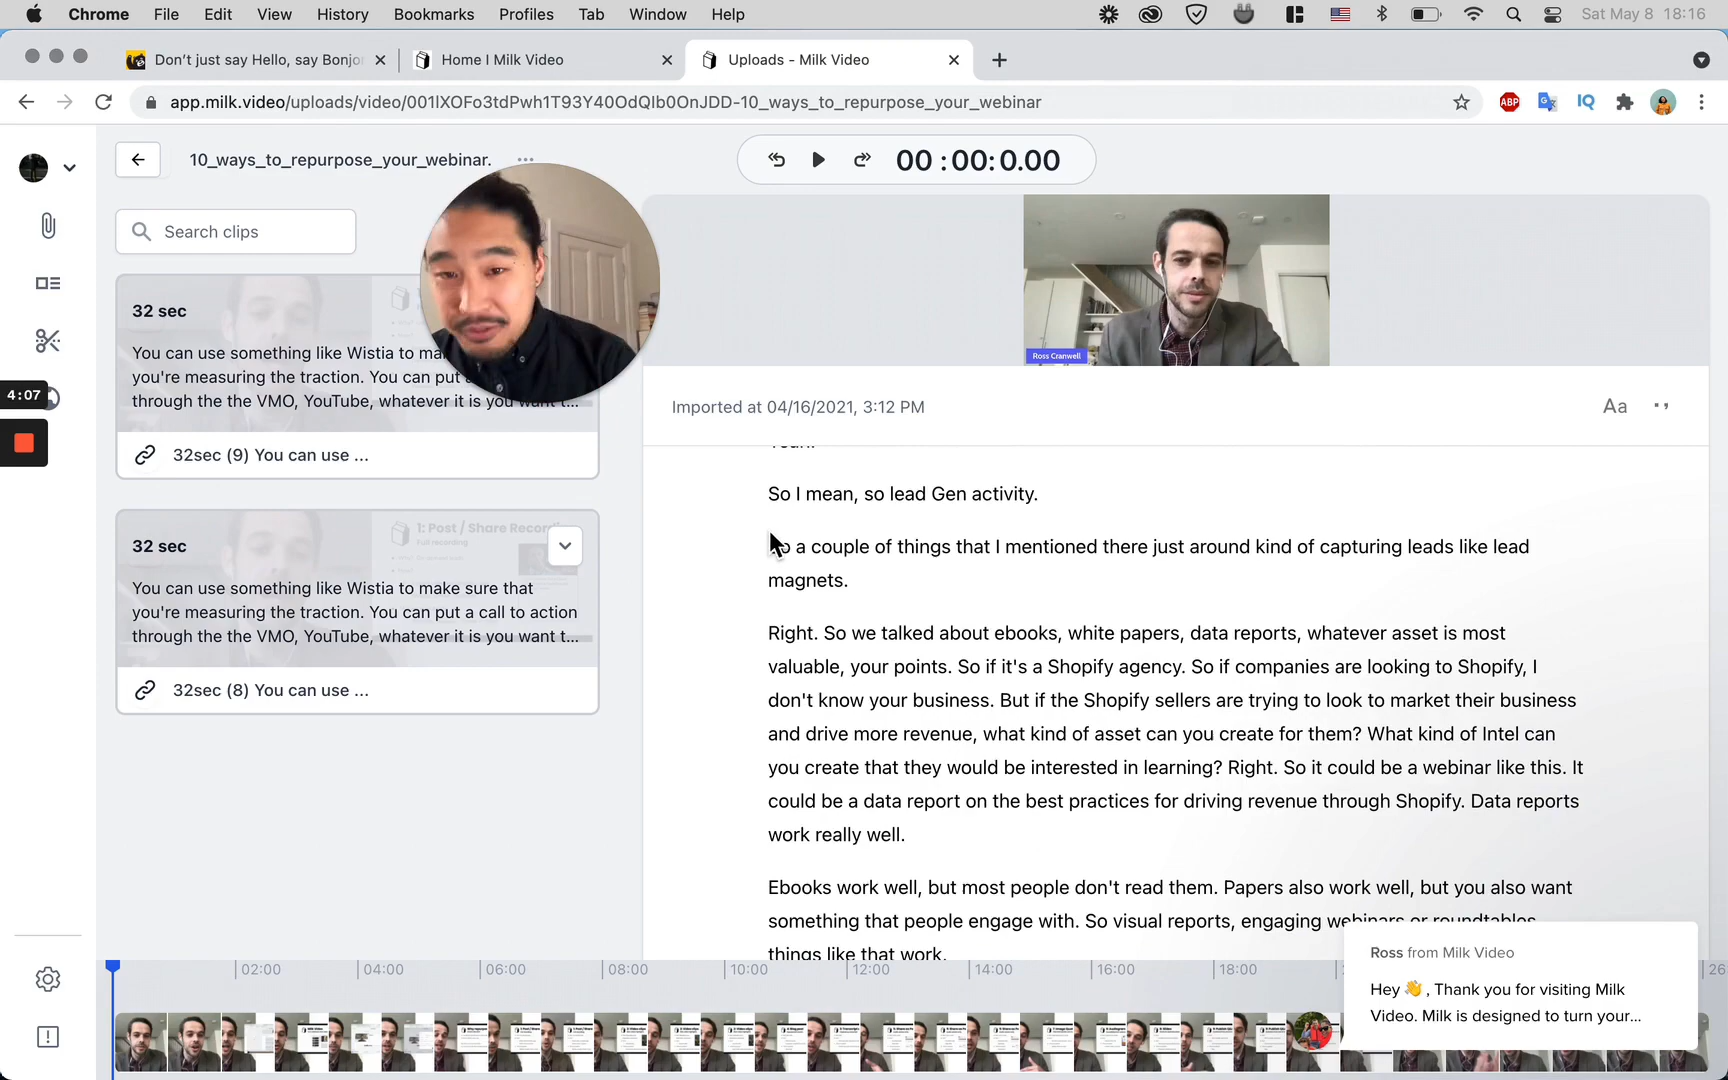 Chrome File Edit View History Bookmarks Profiles Tab Window Help Sat May 8 18:16
Don't just say Hello, say Bonjo
Home I Milk Video
Uploads - Milk Video
app.milk.video/uploads/video/001lXOFo3tdPwh1T93Y40OdQIb0OnJDD-10_ways_to_repurpose_your_webinar
ABP
IQ
10_ways_to_repurpose_your_webinar. ...
00 :00:0.00
Search clips
32 sec
You can use something like Wistia to ma
you're measuring the traction. You can put
through the the VMO, YouTube, whatever it is you want t...
32sec (9) You can use ...
4:07
1: Post / Share Record
Full recording
32 sec
You can use something like Wistia to make sure that
you're measuring the traction. You can put a call to action
through the the VMO, YouTube, whatever it is you want t...
32sec (8) You can use ...
Ross Cranwell
Imported at 04/16/2021, 3:12 PM
Aa
So I mean, so lead Gen activity.
a couple of things that I mentioned there just around kind of capturing leads like lead
magnets.
Right. So we talked about ebooks, white papers, data reports, whatever asset is most
valuable, your points. So if it's a Shopify agency. So if companies are looking to Shopify, I
don't know your business. But if the Shopify sellers are trying to look to market their business
and drive more revenue, what kind of asset can you create for them? What kind of Intel can
you create that they would be interested in learning? Right. So it could be a webinar like this. It
could be a data report on the best practices for driving revenue through Shopify. Data reports
work really well.
Ebooks work well, but most people don't read them. Papers also work well, but you also want
something that people engage with. So visual reports, engaging webinars or roundtables,
things like that work.
02:00 04:00 06:00 08:00 10:00 12:00 14:00 16:00 18:00 26
Ross from Milk Video
Hey 👋 , Thank you for visiting Milk
Video. Milk is designed to turn your...